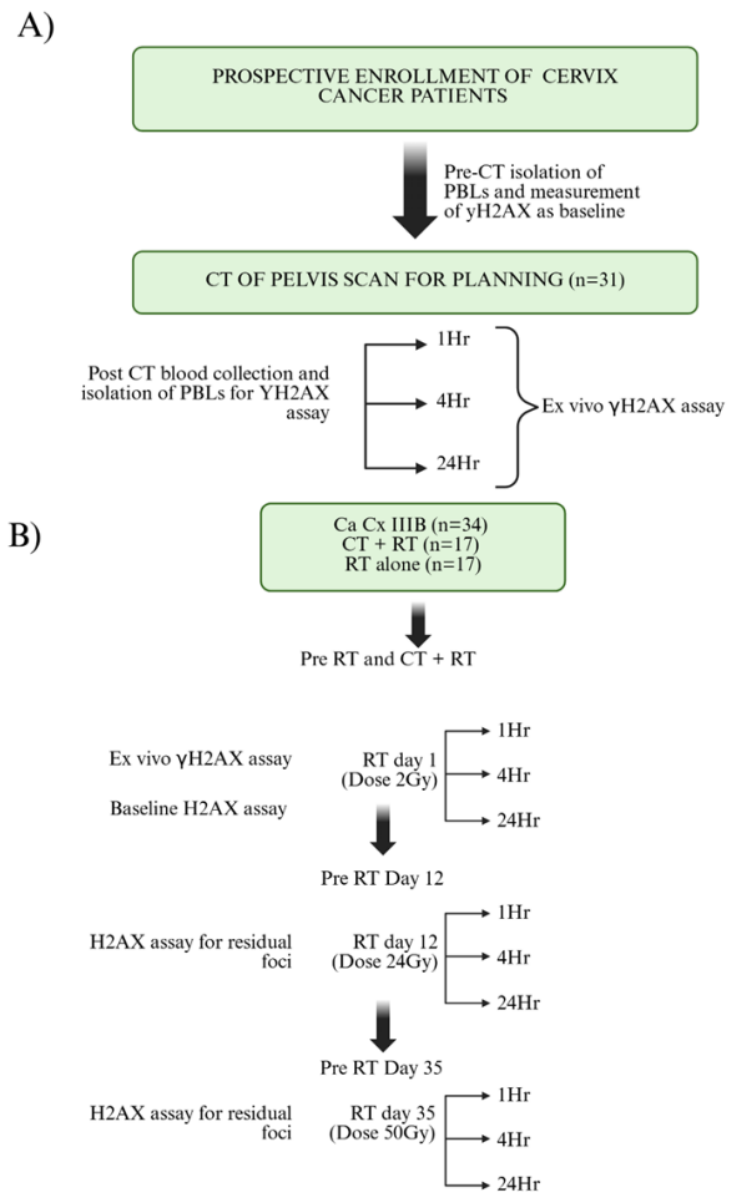 A)
PROSPECTIVE ENROLLMENT OF CERVIX
CANCER PATIENTS
Pre-CT isolation of
PBLs and measurement
of yH2AX as baseline
CT OF PELVIS SCAN FOR PLANNING (n=31)
Post CT blood collection and
isolation of PBLs for YH2AX
assay
1Hr
4Hr
24Hr
Ex vivo γH2AX assay
B)
Ca Cx IIIB (n=34)
CT + RT (n=17)
RT alone (n=17)
Pre RT and CT + RT
Ex vivo γH2AX assay
Baseline H2AX assay
RT day 1
(Dose 2Gy)
1Hr
4Hr
24Hr
Pre RT Day 12
H2AX assay for residual
foci
RT day 12
(Dose 24Gy)
1Hr
4Hr
24Hr
Pre RT Day 35
H2AX assay for residual
foci
RT day 35
(Dose 50Gy)
1Hr
4Hr
24Hr